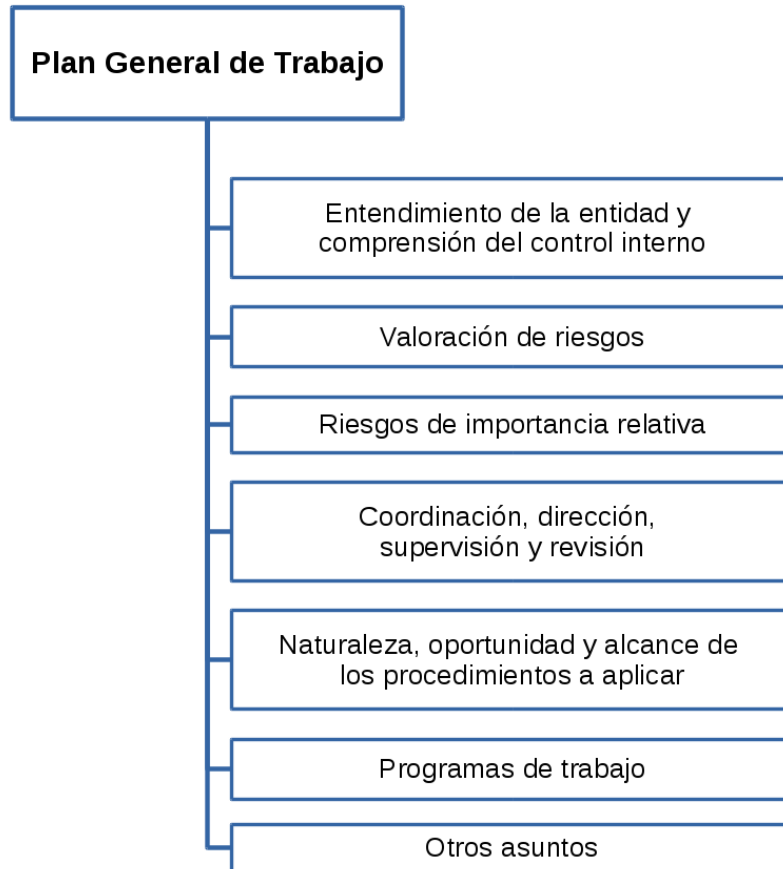 Plan General de Trabajo
Entendimiento de la entidad y
comprensión del control interno
Valoración de riesgos
Riesgos de importancia relativa
Coordinación, dirección,
supervisión y revisión
Naturaleza, oportunidad y alcance de
los procedimientos a aplicar
Programas de trabajo
Otros asuntos